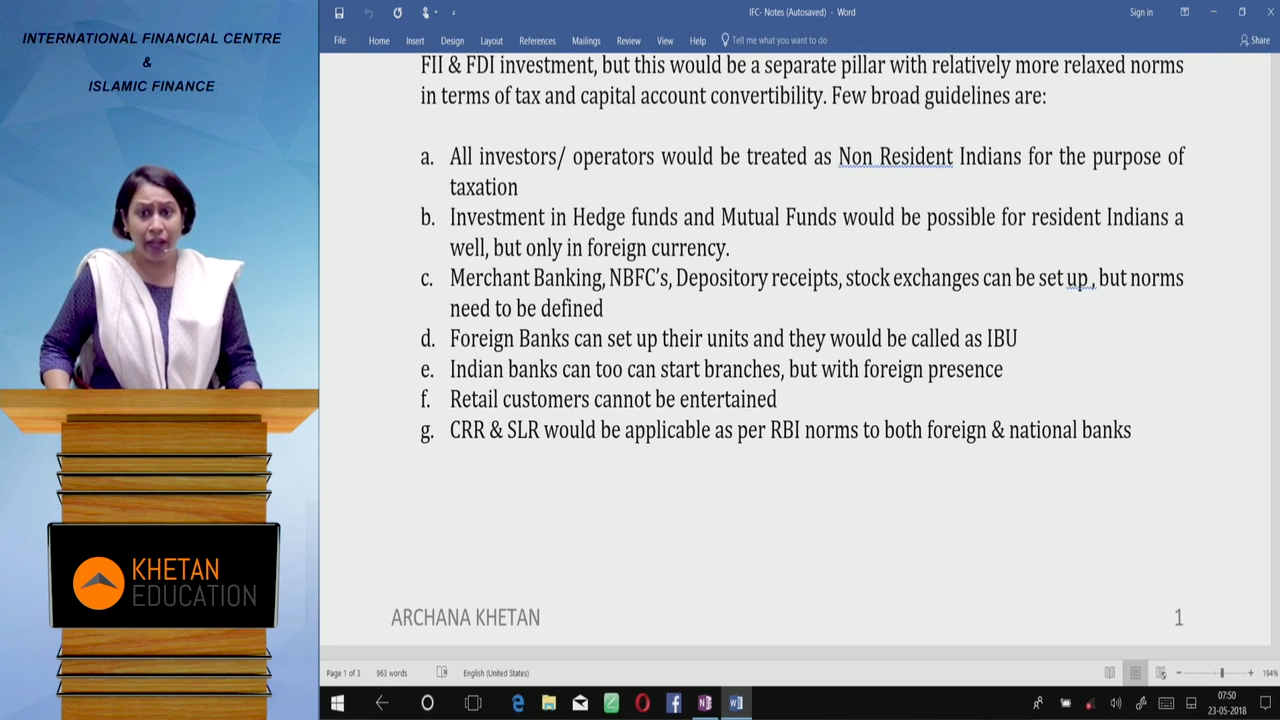 INTERNATIONAL FINANCIAL CENTRE
&
ISLAMIC FINANCE
KHETAN
EDUCATION
IFC- Notes (Autosaved) - Word
Sign in
File Home Insert Design Layout References Mailings Review View Help Tell me what you want to do Share
FII & FDI investment, but this would be a separate pillar with relatively more relaxed norms
in terms of tax and capital account convertibility. Few broad guidelines are:
a. All investors/ operators would be treated as Non Resident Indians for the purpose of
taxation
b. Investment in Hedge funds and Mutual Funds would be possible for resident Indians a
well, but only in foreign currency.
c. Merchant Banking, NBFC's, Depository receipts, stock exchanges can be set up , but norms
need to be defined
d. Foreign Banks can set up their units and they would be called as IBU
e. Indian banks can too can start branches, but with foreign presence
f. Retail customers cannot be entertained
g. CRR & SLR would be applicable as per RBI norms to both foreign & national banks
ARCHANA KHETAN 1
Page 1 of 3 963 words English (United States) 194%
07:50
23-05-2018